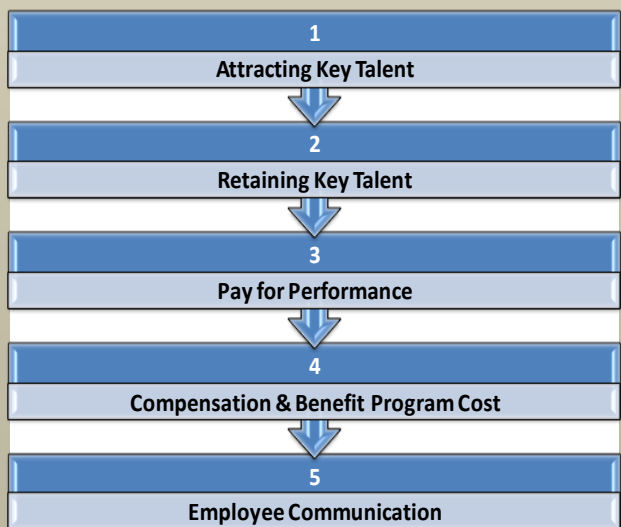 1
Attracting Key Talent
2
Retaining Key Talent
3
Pay for Performance
4
Compensation & Benefit Program Cost
5
Employee Communication